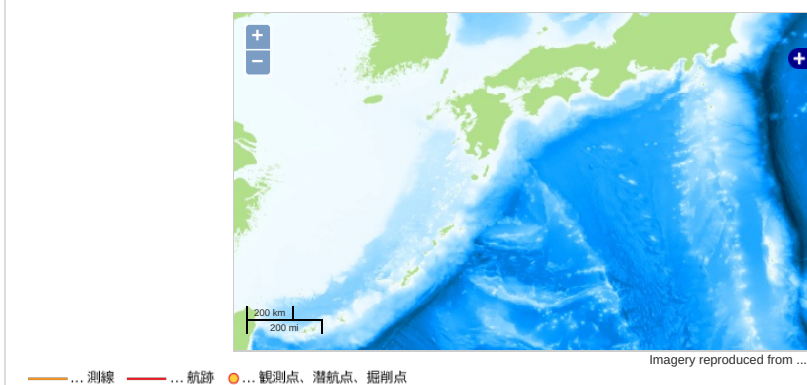 +
−
+
200 km
200 mi
Imagery reproduced from ...
... 測線 ... 航跡 ... 観測点、潜航点、掘削点